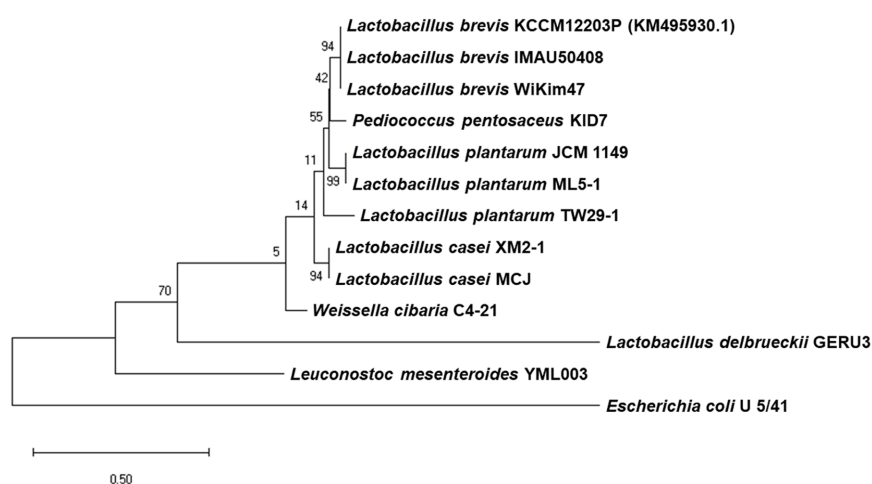 Lactobacillus brevis KCCM12203P (KM495930.1)
94
Lactobacillus brevis IMAU50408
42
Lactobacillus brevis WiKim47
55
Pediococcus pentosaceus KID7
Lactobacillus plantarum JCM 1149
11
99
Lactobacillus plantarum ML5-1
14
Lactobacillus plantarum TW29-1
5
Lactobacillus casei XM2-1
94
Lactobacillus casei MCJ
70
Weissella cibaria C4-21
Lactobacillus delbrueckii GERU3
Leuconostoc mesenteroides YML003
Escherichia coli U 5/41
0.50